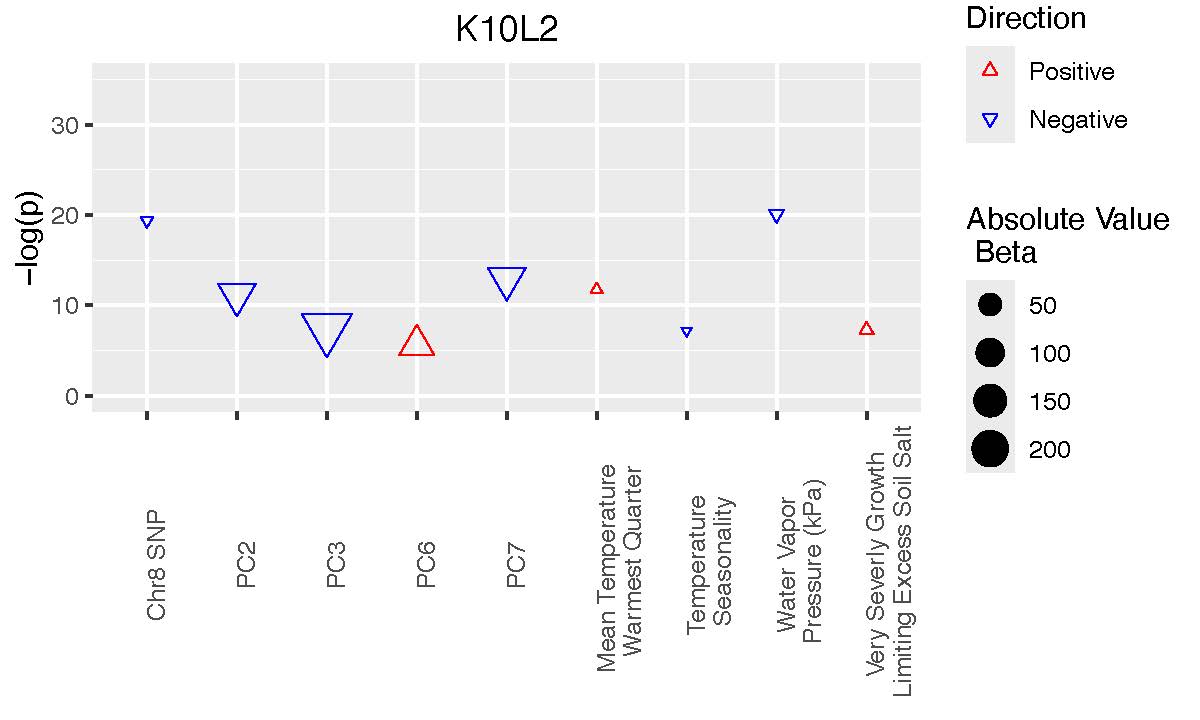 K10L2
−log(p)
30
20
10
0
Chr8 SNP
PC2
PC3
PC6
PC7
Mean Temperature
Warmest Quarter
Temperature
Seasonality
Water Vapor
Pressure (kPa)
Very Severly Growth
Limiting Excess Soil Salt
Direction
Positive
Negative
Absolute Value
Beta
50
100
150
200